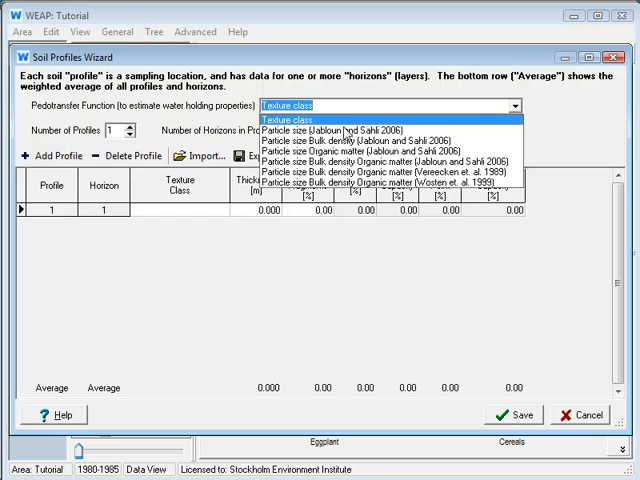 WEAP: Tutorial
Area Edit View General Tree Advanced Help
Soil Profiles Wizard
Each soil "profile" is a sampling location, and has data for one or more "horizons" (layers). The bottom row ("Average") shows the
weighted average of all profiles and horizons.
Pedotransfer Function (to estimate water holding properties) Texture class
Texture class
Number of Profiles 1 Number of Horizons in
Particle size (Jabloun and Sahli 2006)
Particle size Bulk density (Jabloun and Sahli 2006)
Particle size Organic matter (Jabloun and Sahli 2006)
Particle size Bulk density Organic matter (Jabloun and Sahli 2006)
Particle size Bulk density Organic matter (Vereecken et. al. 1989)
Particle size Bulk density Organic matter (Wosten et. al. 1999)
Add Profile Delete Profile Import...
Profile Horizon Texture Class [m] [%] [%] [%] [%] [%]
1 1 0.000 0.00 0.00 0.00 0.00 0.00
Average Average 0.000 0.00 0.00 0.00 0.00 0.00
Help Save Cancel
Eggplant Cereals
Area: Tutorial 1980-1985 Data View Licensed to: Stockholm Environment Institute